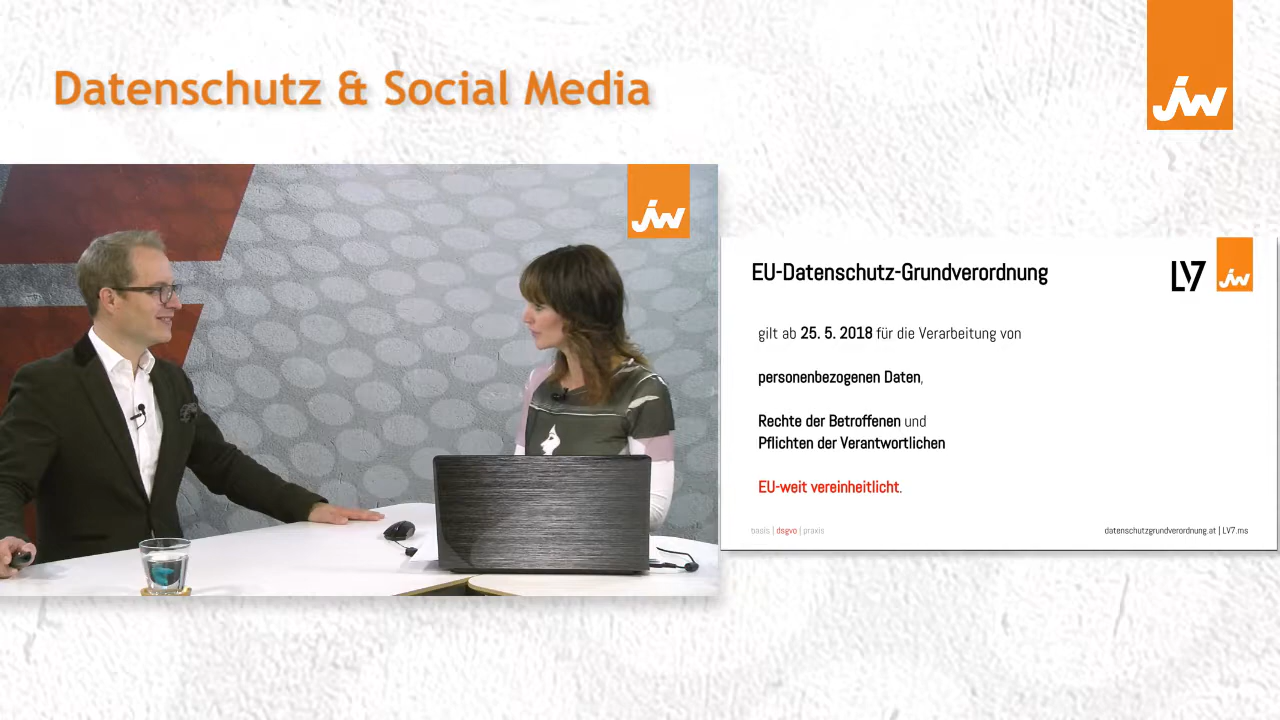 Datenschutz & Social Media
jw
jw
EU-Datenschutz-Grundverordnung
LV7
jw
gilt ab 25. 5. 2018 für die Verarbeitung von
personenbezogenen Daten,
Rechte der Betroffenen und
Pflichten der Verantwortlichen
EU-weit vereinheitlicht.
basis | dsgvo | praxis
datenschutzgrundverordnung.at | LV7.ms